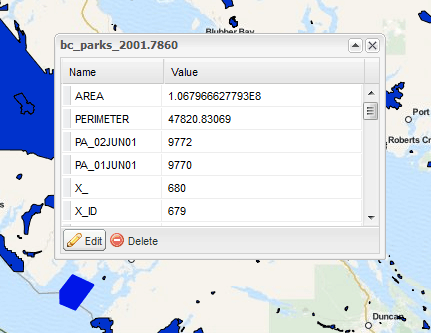 Blubber Bay
bc_parks_2001.7860
Name Value
AREA 1.067966627793E8
PERIMETER 47820.83069
PA_02JUN01 9772
PA_01JUN01 9770
X_ 680
X_ID 679
Edit Delete
Port
Roberts Cr
Duncan